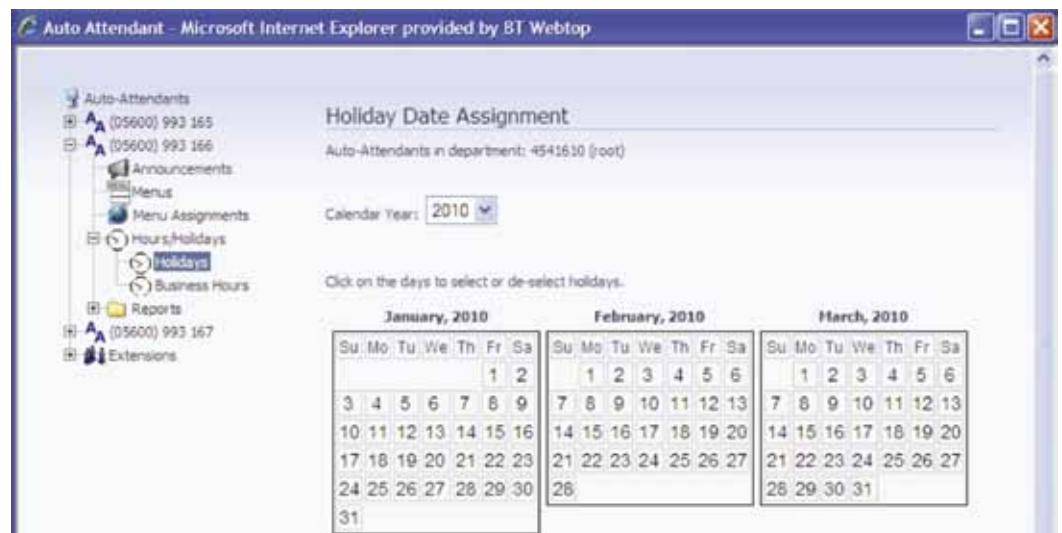 Auto Attendant - Microsoft Internet Explorer provided by BT Webtop
Auto-Attendants
(05600) 993 165
(05600) 993 166
Announcements
Menus
Menu Assignments
Hours/Holidays
Holidays
Business Hours
Reports
(05600) 993 167
Extensions
Holiday Date Assignment
Auto-Attendants in department: 4541610 (root)
Calendar Year: 2010
Click on the days to select or de-select holidays.
January, 2010
Su Mo Tu We Th Fr Sa
1 2
3 4 5 6 7 8 9
10 11 12 13 14 15 16
17 18 19 20 21 22 23
24 25 26 27 28 29 30
31
February, 2010
Su Mo Tu We Th Fr Sa
1 2 3 4 5 6
7 8 9 10 11 12 13
14 15 16 17 18 19 20
21 22 23 24 25 26 27
28
March, 2010
Su Mo Tu We Th Fr Sa
1 2 3 4 5 6
7 8 9 10 11 12 13
14 15 16 17 18 19 20
21 22 23 24 25 26 27
28 29 30 31